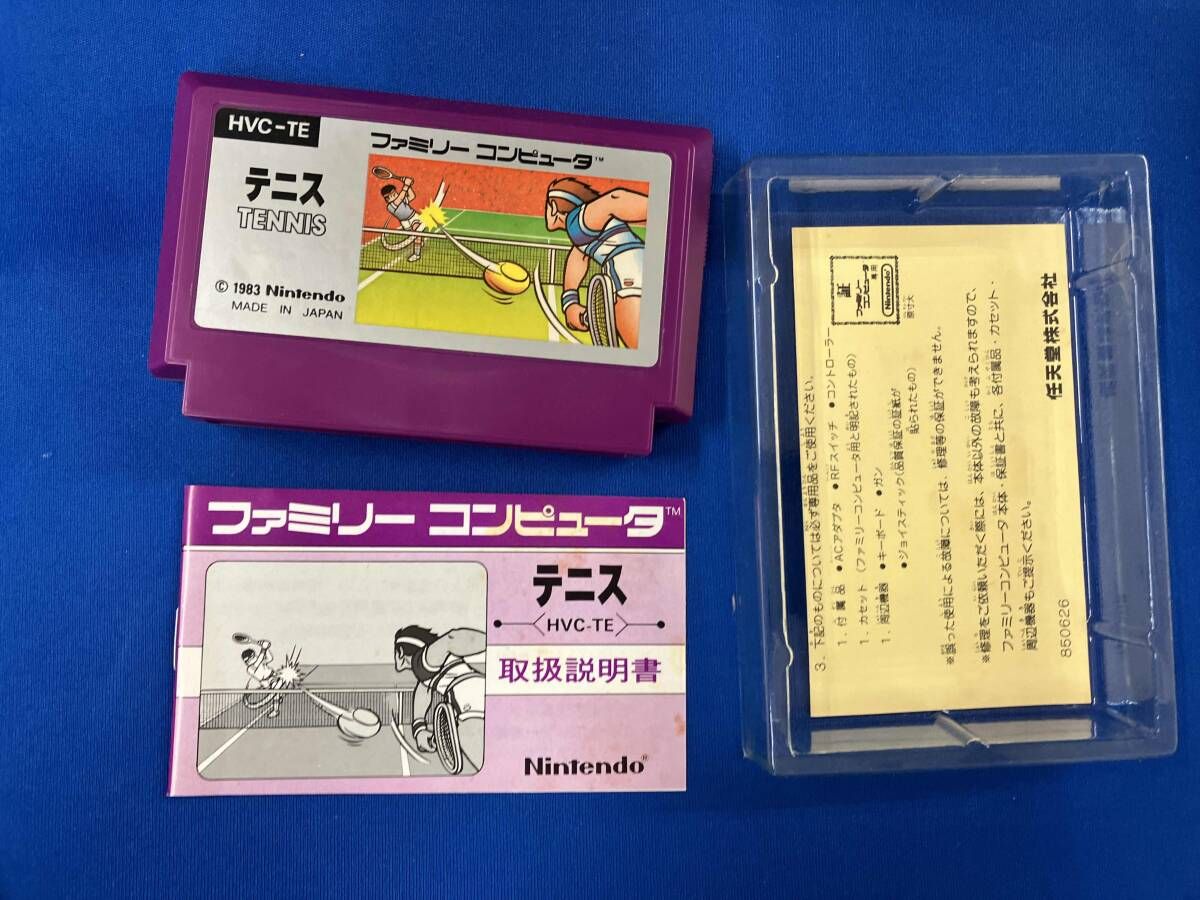 HVC-TE
ファミリー コンピュータ™
テニス
TENNIS
© 1983 Nintendo
MADE IN JAPAN
ファミリー コンピュータ™
テニス
HVC-TE
取扱説明書
Nintendo®
3. 下記のものについては必ず専用品をご使用ください。
1. 付属品 ●ACアダプタ ●RFスイッチ ●コントローラー
1. カセット(ファミリーコンピュータ用と明記されたもの)
1. 周辺機器 ●キーボード ●ガン
●ジョイスティック(品質保証の証紙が
貼られたもの)
証
ファミリー
コンピュータ
専用
Nintendo®
原寸大
※誤った使用による故障については、修理等の保証ができません。
※修理をご依頼いただく際には、本体以外の故障も考えられますので、
ファミリーコンピュータ本体・保証書と共に、各付属品・カセット・
周辺機器もご提示ください。
850626
任天堂株式会社